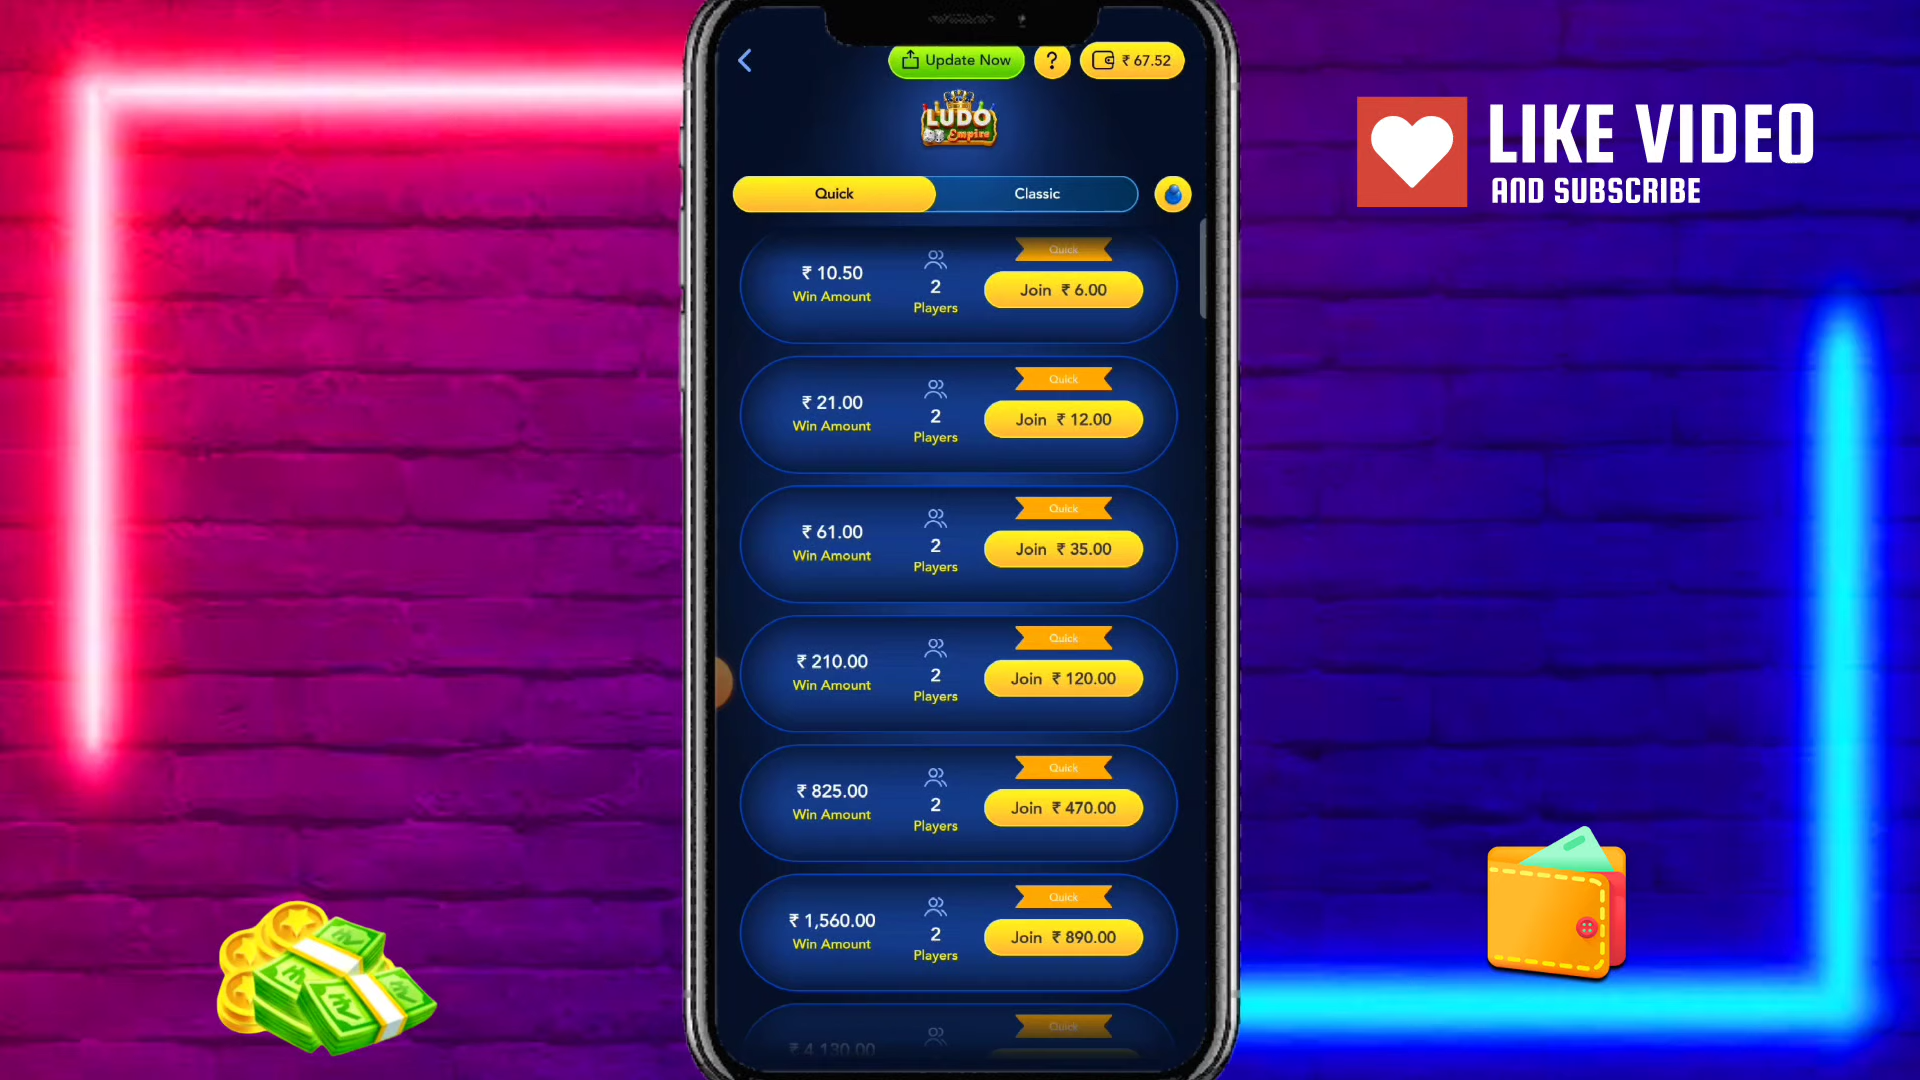 Update Now
?
₹ 67.52
LUDO
Empire
Quick
Classic
Quick
₹ 10.50
Win Amount
2
Players
Join ₹ 6.00
Quick
₹ 21.00
Win Amount
2
Players
Join ₹ 12.00
Quick
₹ 61.00
Win Amount
2
Players
Join ₹ 35.00
Quick
₹ 210.00
Win Amount
2
Players
Join ₹ 120.00
Quick
₹ 825.00
Win Amount
2
Players
Join ₹ 470.00
Quick
₹ 1,560.00
Win Amount
2
Players
Join ₹ 890.00
Quick
₹ 4,130.00
LIKE VIDEO
AND SUBSCRIBE